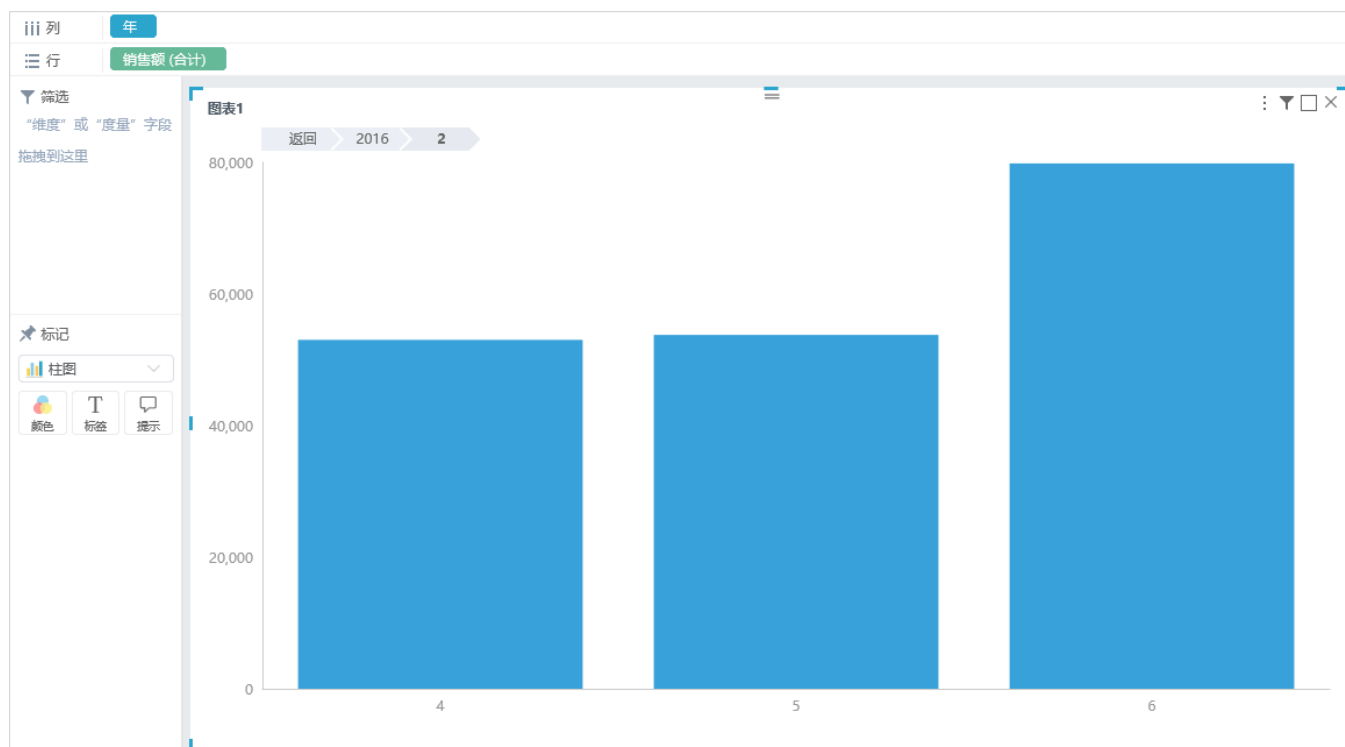 列
年
行
销售额 (合计)
筛选
“维度” 或 “度量” 字段
拖拽到这里
标记
柱图
颜色
T
标签
提示
图表1
返回
2016
2
80,000
60,000
40,000
20,000
0
4
5
6